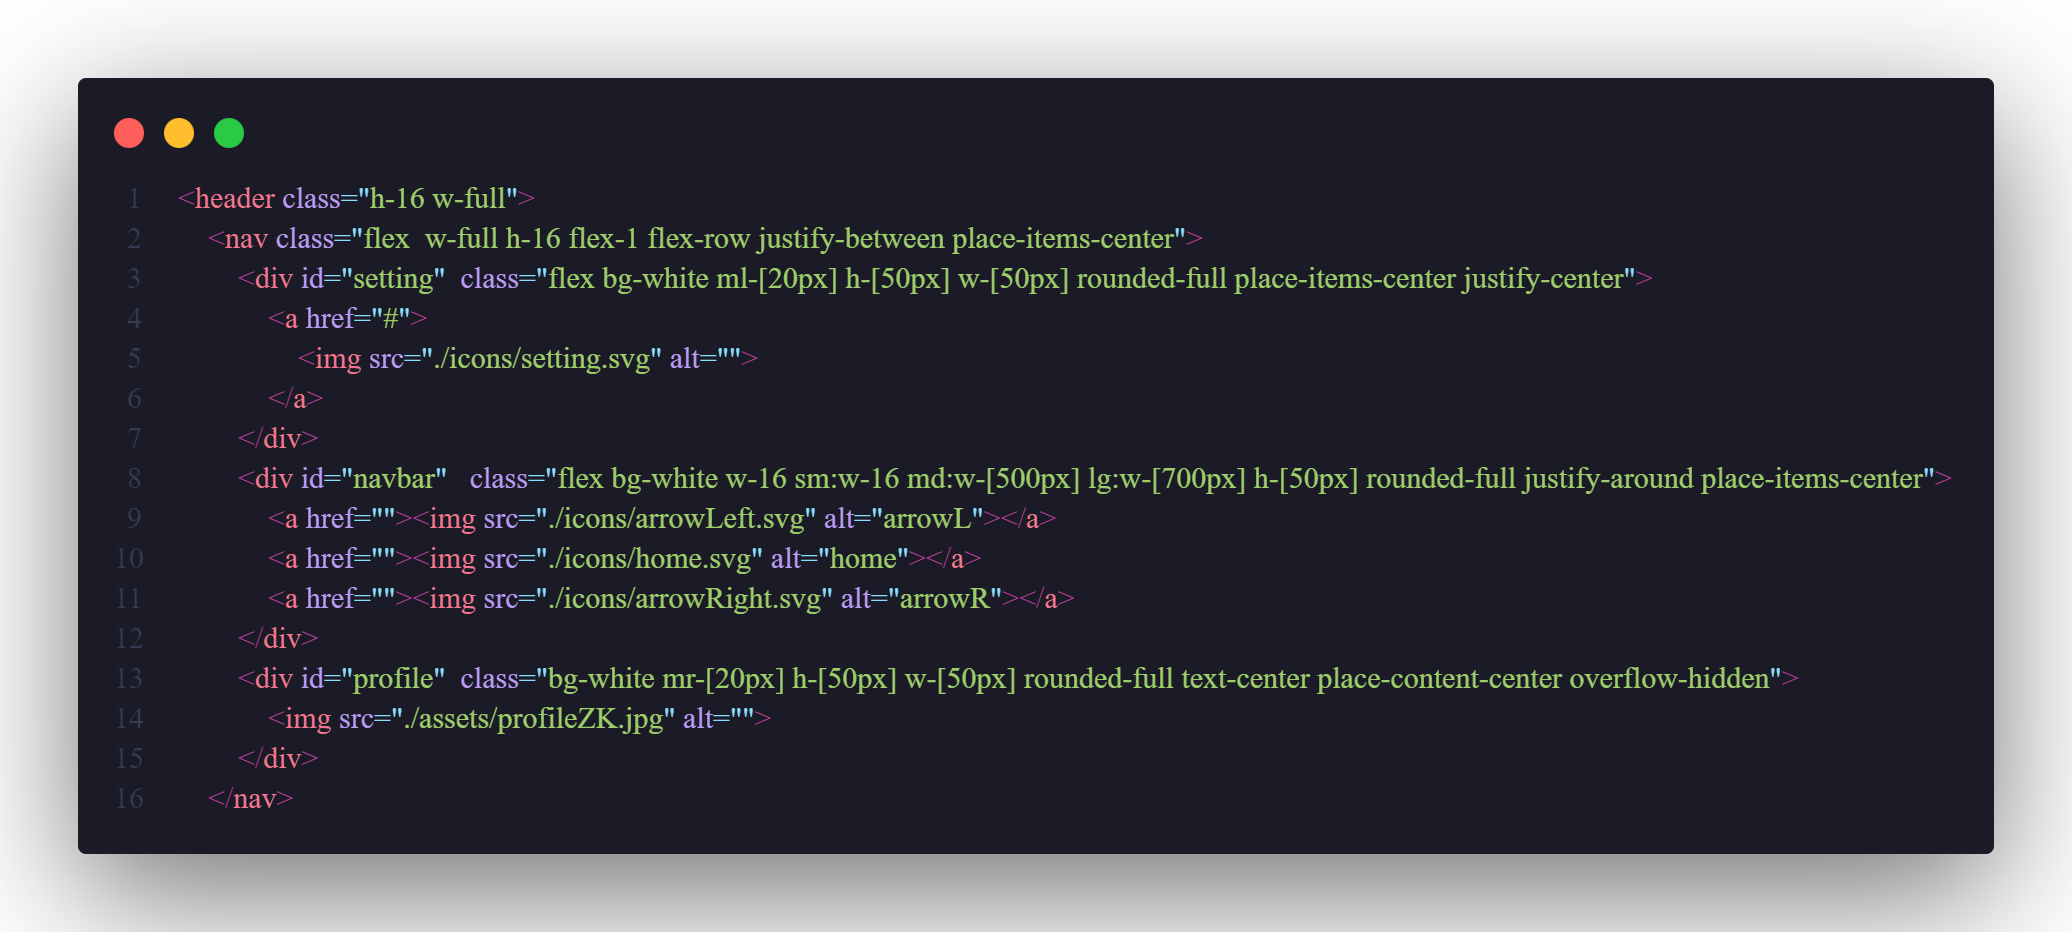 1 <header class="h-16 w-full">
2     <nav class="flex  w-full h-16 flex-1 flex-row justify-between place-items-center">
3         <div id="setting"  class="flex bg-white ml-[20px] h-[50px] w-[50px] rounded-full place-items-center justify-center">
4             <a href="#">
5                 <img src="./icons/setting.svg" alt="">
6             </a>
7         </div>
8         <div id="navbar"   class="flex bg-white w-16 sm:w-16 md:w-[500px] lg:w-[700px] h-[50px] rounded-full justify-around place-items-center">
9             <a href=""><img src="./icons/arrowLeft.svg" alt="arrowL"></a>
10             <a href=""><img src="./icons/home.svg" alt="home"></a>
11             <a href=""><img src="./icons/arrowRight.svg" alt="arrowR"></a>
12         </div>
13         <div id="profile"  class="bg-white mr-[20px] h-[50px] w-[50px] rounded-full text-center place-content-center overflow-hidden">
14             <img src="./assets/profileZK.jpg" alt="">
15         </div>
16     </nav>